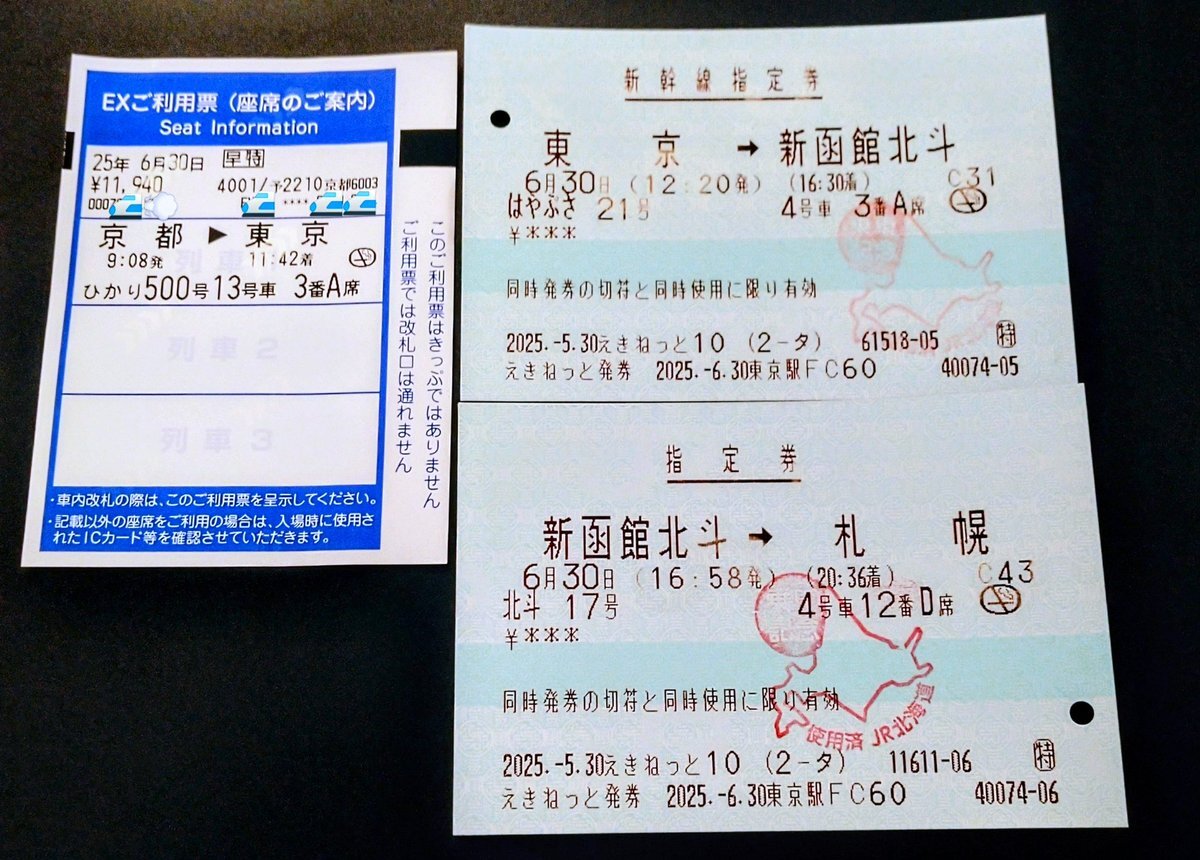 EXご利用票（座席のご案内）
Seat Information
25年 6月30日 早特
¥11,940 4001/予2210京都6003
****
京都 ▶ 東京
9:08発 11:42着
ひかり500号13号車 3番A席
列車2
列車3
・車内改札の際は、このご利用票を呈示してください。
・記載以外の座席をご利用の場合は、入場時に使用さ
れたICカード等を確認させていただきます。
このご利用票はきっぷではありません
ご利用票では改札口は通れません
新幹線指定券
東京 → 新函館北斗
6月30日 (12:20発) (16:30着) C31
はやぶさ 21号 4号車 3番A席
¥***
同時発券の切符と同時使用に限り有効
2025.-5.30えきねっと10 (2-タ) 61518-05 特
えきねっと発券 2025.-6.30東京駅FC60 40074-05
指定券
新函館北斗 → 札幌
6月30日 (16:58発) (20:36着) C43
北斗 17号 4号車12番D席
¥***
同時発券の切符と同時使用に限り有効
使用済 JR北海道
2025.-5.30えきねっと10 (2-タ) 11611-06 特
えきねっと発券 2025.-6.30東京駅FC60 40074-06